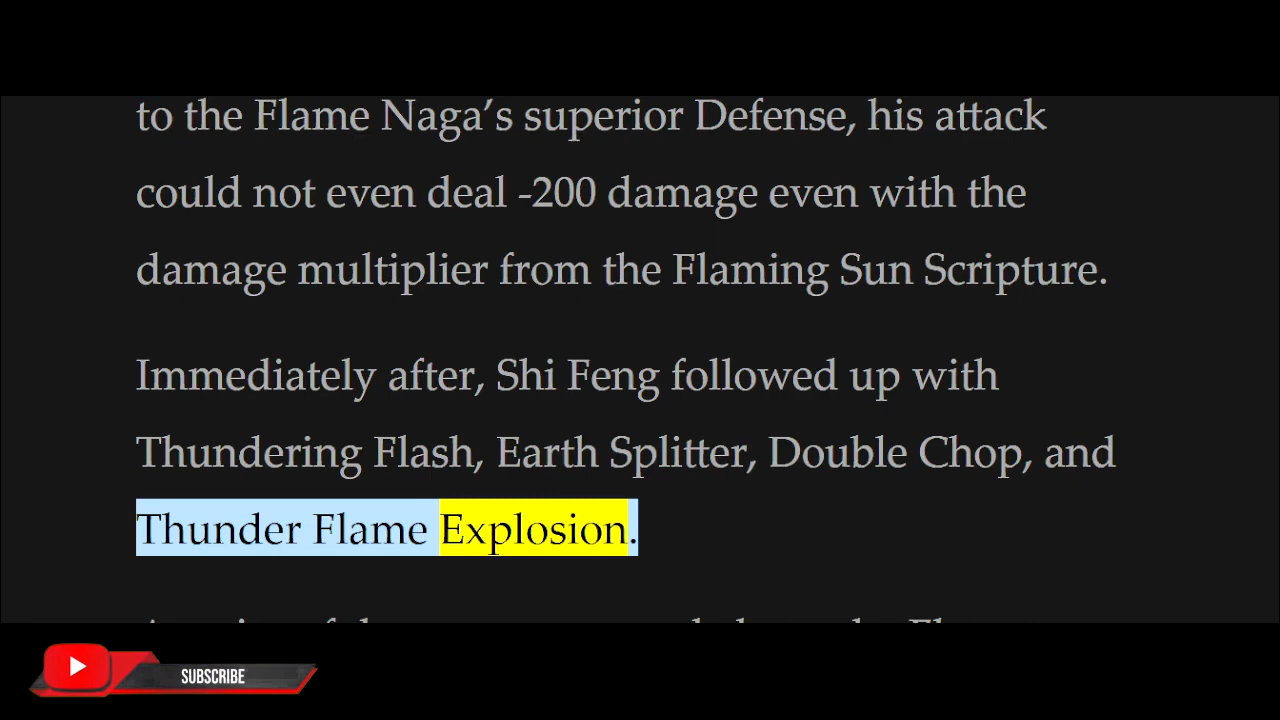 to the Flame Naga’s superior Defense, his attack
could not even deal -200 damage even with the
damage multiplier from the Flaming Sun Scripture.
Immediately after, Shi Feng followed up with
Thundering Flash, Earth Splitter, Double Chop, and
Thunder Flame Explosion.
SUBSCRIBE